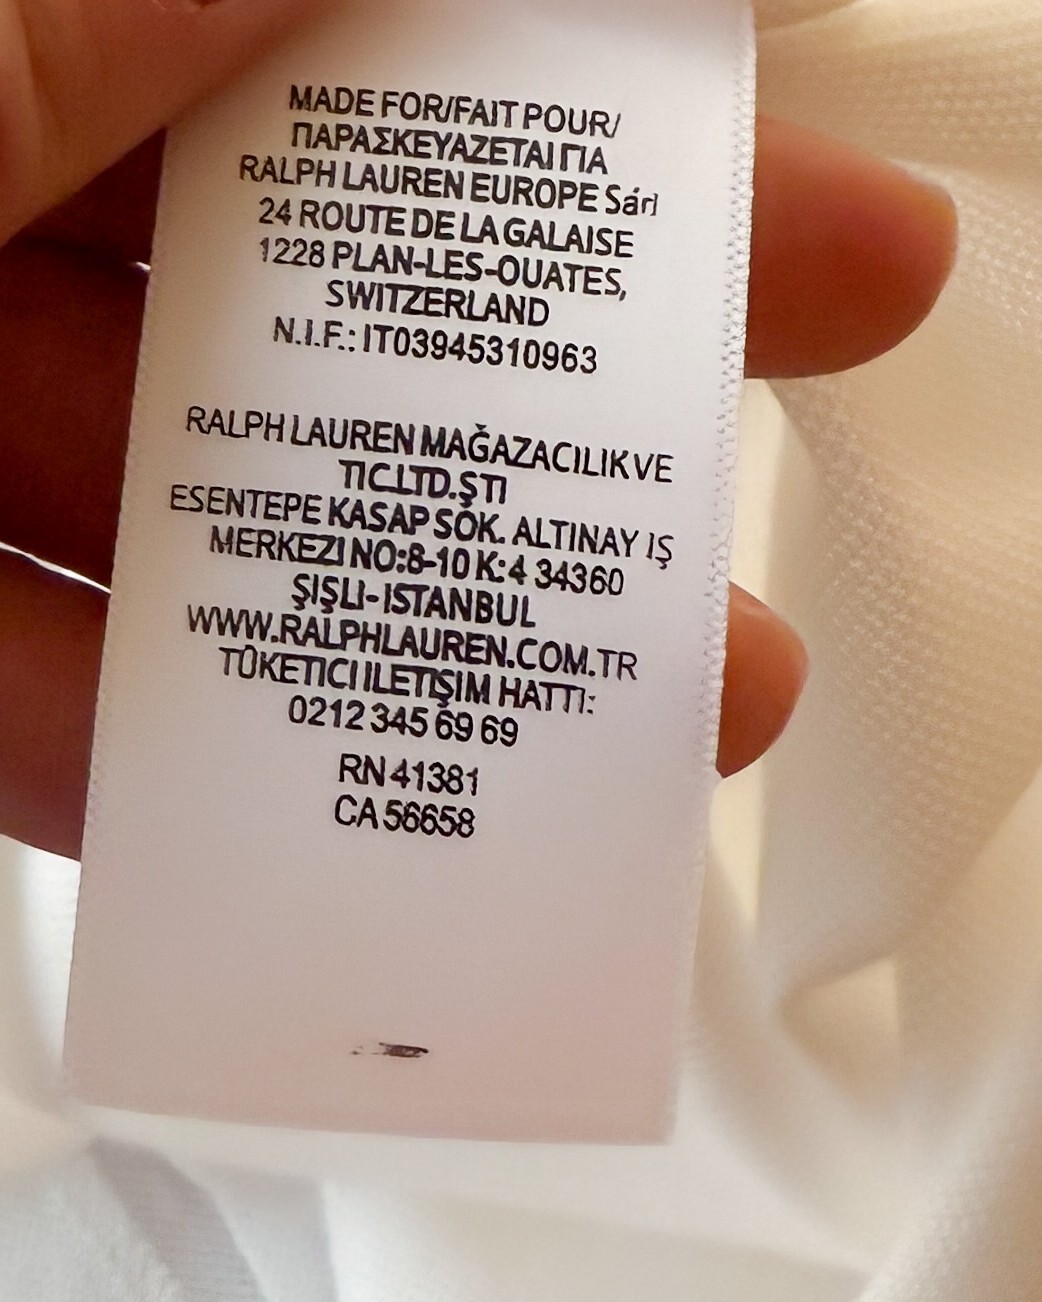 MADE FOR/FAIT POUR/
ΠΑΡΑΣΚΕΥΑΖΕΤΑΙ ΓΙΑ
RALPH LAUREN EUROPE Sárl
24 ROUTE DE LA GALAISE
1228 PLAN-LES-OUATES,
SWITZERLAND
N.I.F.: IT03945310963
RALPH LAUREN MAĞAZACILIK VE
TIC.LTD.ŞTI
ESENTEPE KASAP SOK. ALTINAY IŞ
MERKEZI NO:8-10 K:4 34360
ŞIŞLI-ISTANBUL
WWW.RALPHLAUREN.COM.TR
TÜKETICI ILETIŞIM HATTI:
0212 345 69 69
RN 41381
CA 56658